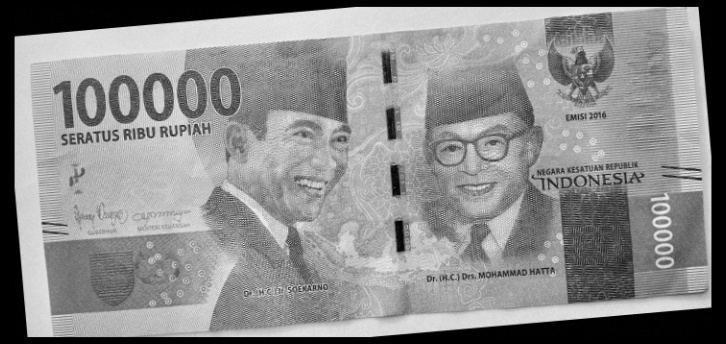 100000
SERATUS RIBU RUPIAH
EMISI 2016
NEGARA KESATUAN REPUBLIK
INDONESIA
100000
GUBERNUR
MENTERI KEUANGAN
Dr. (H.C.) Ir. SOEKARNO
Dr. (H.C.) Drs. MOHAMMAD HATTA